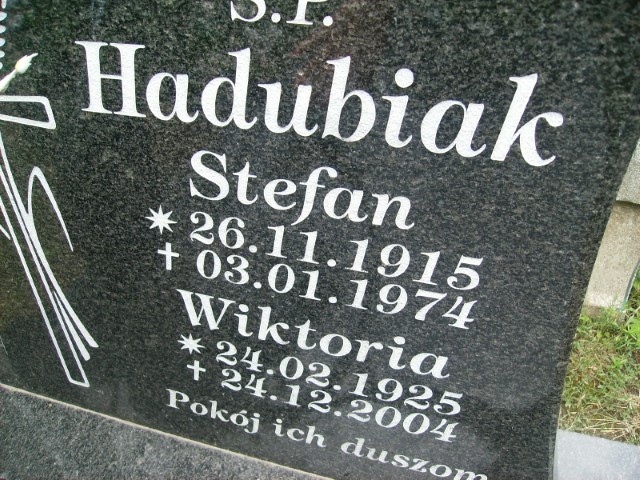 Ś.P.
Hadubiak
Stefan
* 26.11.1915
✝ 03.01.1974
Wiktoria
* 24.02.1925
✝ 24.12.2004
Pokój ich duszom